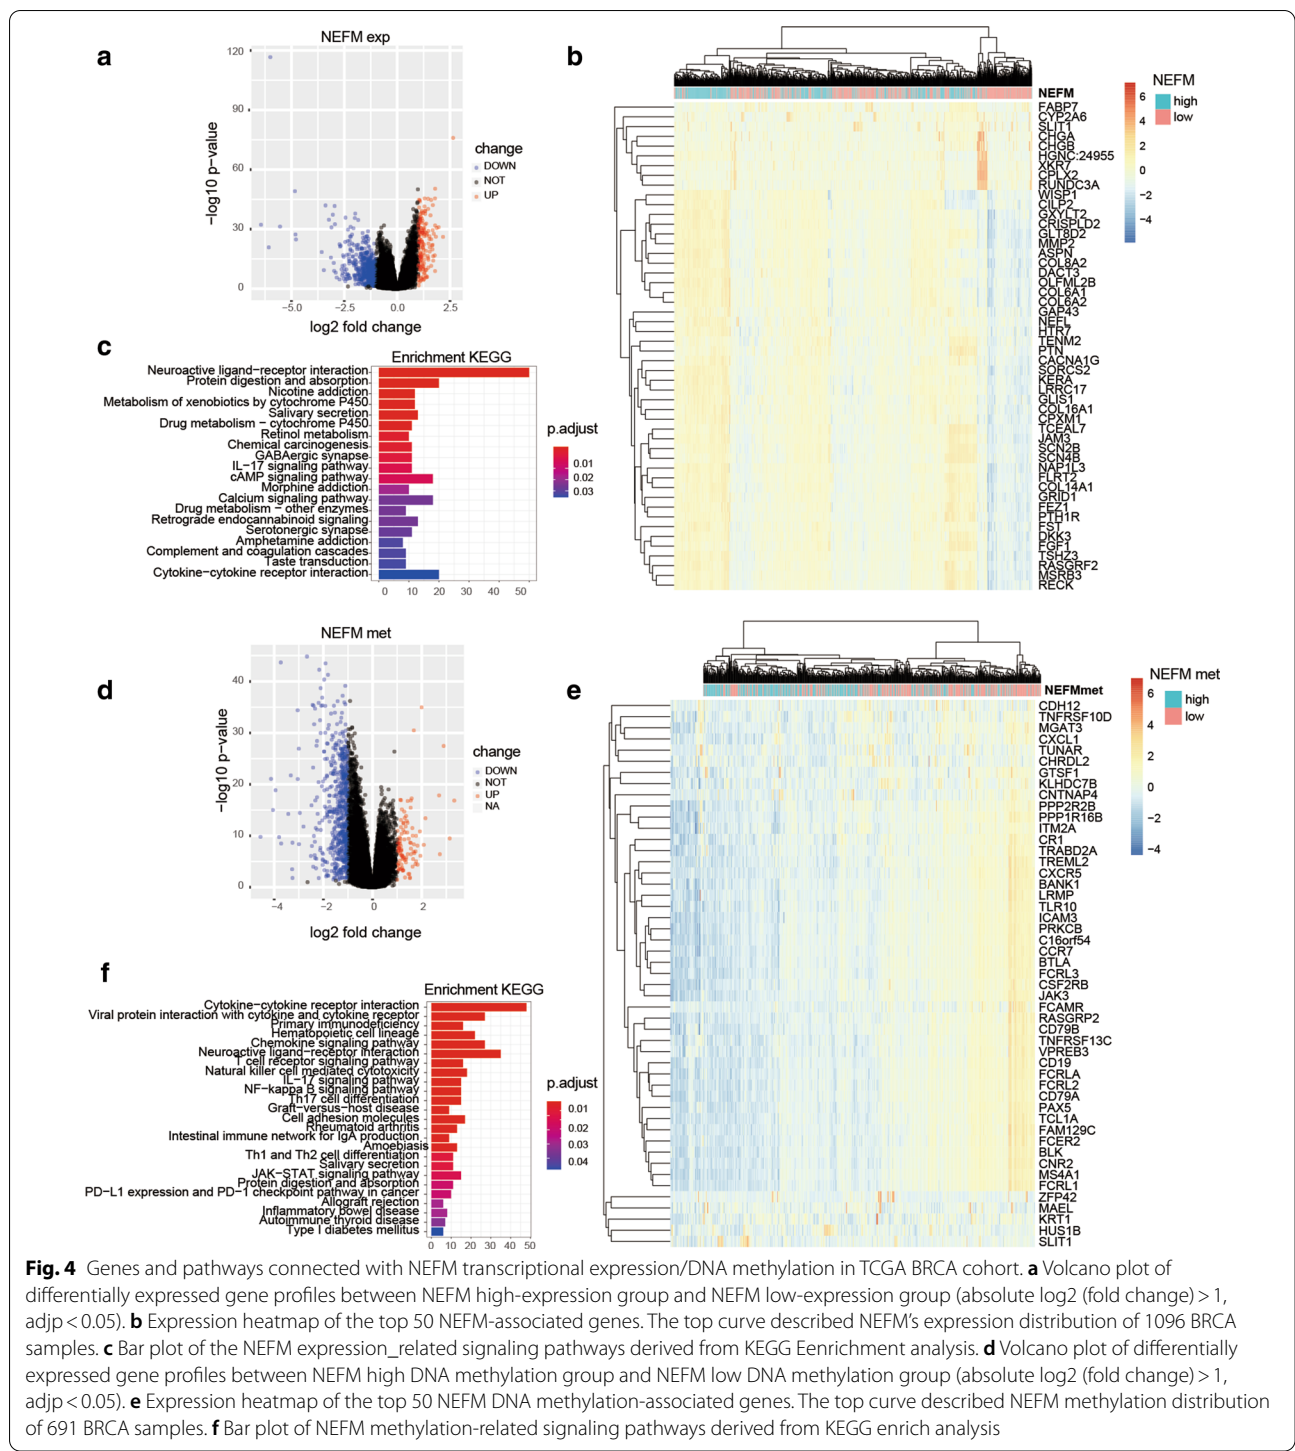 a
NEFM exp
120
90
60
30
0
−log10 p−value
−5.0
−2.5
0.0
2.5
log2 fold change
change
DOWN
NOT
UP
b
NEFM
FABP7
CYP2A6
SLIT1
CHGA
CHGB
HGNC:24955
XKR7
CPLX2
RUNDC3A
WISP1
CILP2
GXYLT2
CRISPLD2
GLT8D2
MMP2
ASPN
COL8A2
DACT3
OLFML2B
COL6A1
COL6A2
GAP43
NEFL
HTR7
TENM2
PTN
CACNA1G
SORCS2
KERA
LRRC17
GLIS1
COL16A1
CPXM1
TCEAL7
JAM3
SCN2B
SCN4B
NAP1L3
FLRT2
COL14A1
GRID1
FEZ1
PTH1R
FST
DKK3
FGF1
TSHZ3
RASGRF2
MSRB3
RECK
6
4
2
0
−2
−4
NEFM
high
low
c
Enrichment KEGG
Neuroactive ligand−receptor interaction
Protein digestion and absorption
Nicotine addiction
Metabolism of xenobiotics by cytochrome P450
Salivary secretion
Drug metabolism − cytochrome P450
Retinol metabolism
Chemical carcinogenesis
GABAergic synapse
IL−17 signaling pathway
cAMP signaling pathway
Morphine addiction
Calcium signaling pathway
Drug metabolism − other enzymes
Retrograde endocannabinoid signaling
Serotonergic synapse
Amphetamine addiction
Complement and coagulation cascades
Taste transduction
Cytokine−cytokine receptor interaction
0 10 20 30 40 50
p.adjust
0.01
0.02
0.03
d
NEFM met
40
30
20
10
0
−log10 p−value
−4
−2
0
2
log2 fold change
change
DOWN
NOT
UP
NA
e
NEFMmet
CDH12
TNFRSF10D
MGAT3
CXCL1
TUNAR
CHRDL2
GTSF1
KLHDC7B
CNTNAP4
PPP2R2B
PPP1R16B
ITM2A
CR1
TRABD2A
TREML2
CXCR5
BANK1
LRMP
TLR10
ICAM3
PRKCB
C16orf54
CCR7
BTLA
FCRL3
CSF2RB
JAK3
FCAMR
RASGRP2
CD79B
TNFRSF13C
VPREB3
CD19
FCRLA
FCRL2
CD79A
PAX5
TCL1A
FAM129C
FCER2
BLK
CNR2
MS4A1
FCRL1
ZFP42
MAEL
KRT1
HUS1B
SLIT1
6
4
2
0
−2
−4
NEFM met
high
low
f
Enrichment KEGG
Cytokine−cytokine receptor interaction
Viral protein interaction with cytokine and cytokine receptor
Primary immunodeficiency
Hematopoietic cell lineage
Chemokine signaling pathway
Neuroactive ligand−receptor interaction
T cell receptor signaling pathway
Natural killer cell mediated cytotoxicity
IL−17 signaling pathway
NF−kappa B signaling pathway
Th17 cell differentiation
Graft−versus−host disease
Cell adhesion molecules
Rheumatoid arthritis
Intestinal immune network for IgA production
Amoebiasis
Th1 and Th2 cell differentiation
Salivary secretion
JAK−STAT signaling pathway
Protein digestion and absorption
PD−L1 expression and PD−1 checkpoint pathway in cancer
Allograft rejection
Inflammatory bowel disease
Autoimmune thyroid disease
Type I diabetes mellitus
0 10 20 30 40 50
p.adjust
0.01
0.02
0.03
0.04
Fig. 4 Genes and pathways connected with NEFM transcriptional expression/DNA methylation in TCGA BRCA cohort. a Volcano plot of
differentially expressed gene profiles between NEFM high-expression group and NEFM low-expression group (absolute log2 (fold change) > 1,
adjp < 0.05). b Expression heatmap of the top 50 NEFM-associated genes. The top curve described NEFM's expression distribution of 1096 BRCA
samples. c Bar plot of the NEFM expression_related signaling pathways derived from KEGG Eenrichment analysis. d Volcano plot of differentially
expressed gene profiles between NEFM high DNA methylation group and NEFM low DNA methylation group (absolute log2 (fold change) > 1,
adjp < 0.05). e Expression heatmap of the top 50 NEFM DNA methylation-associated genes. The top curve described NEFM methylation distribution
of 691 BRCA samples. f Bar plot of NEFM methylation-related signaling pathways derived from KEGG enrich analysis